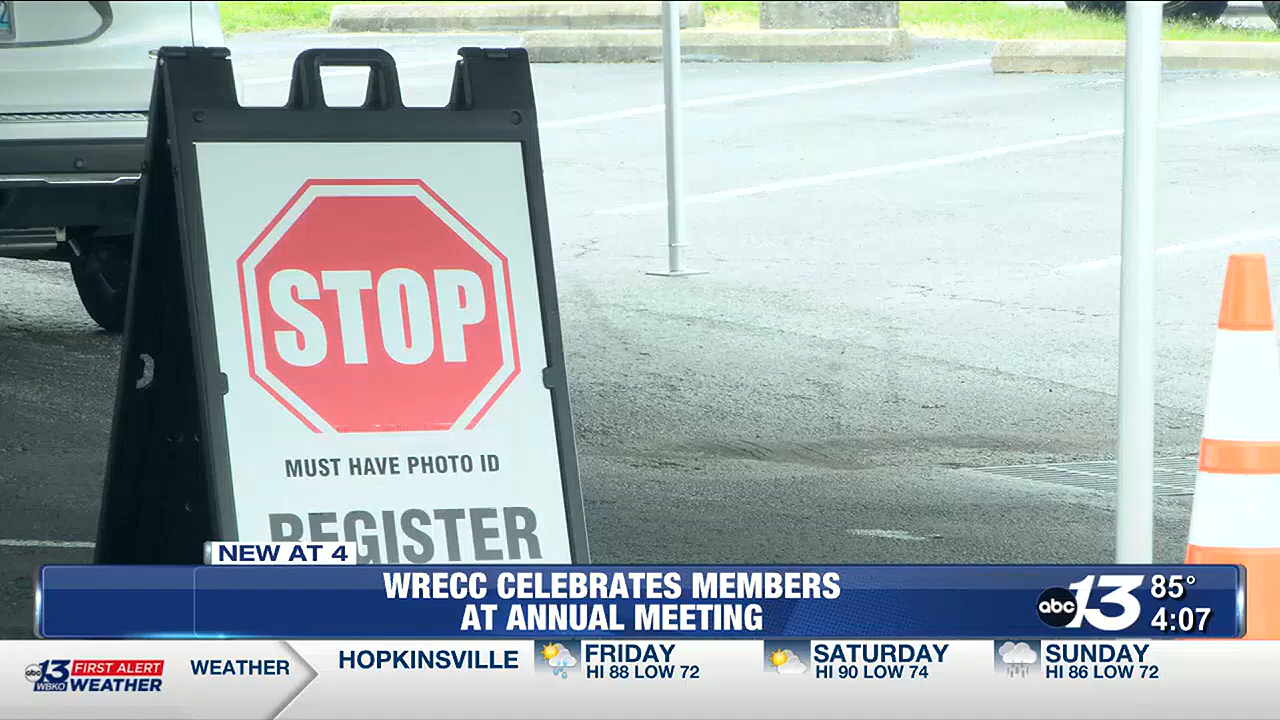 STOP
MUST HAVE PHOTO ID
REGISTER
NEW AT 4
WRECC CELEBRATES MEMBERS
AT ANNUAL MEETING
abc 13
85°
4:07
abc 13 FIRST ALERT
WBKO WEATHER
WEATHER
HOPKINSVILLE
FRIDAY
HI 88 LOW 72
SATURDAY
HI 90 LOW 74
SUNDAY
HI 86 LOW 72